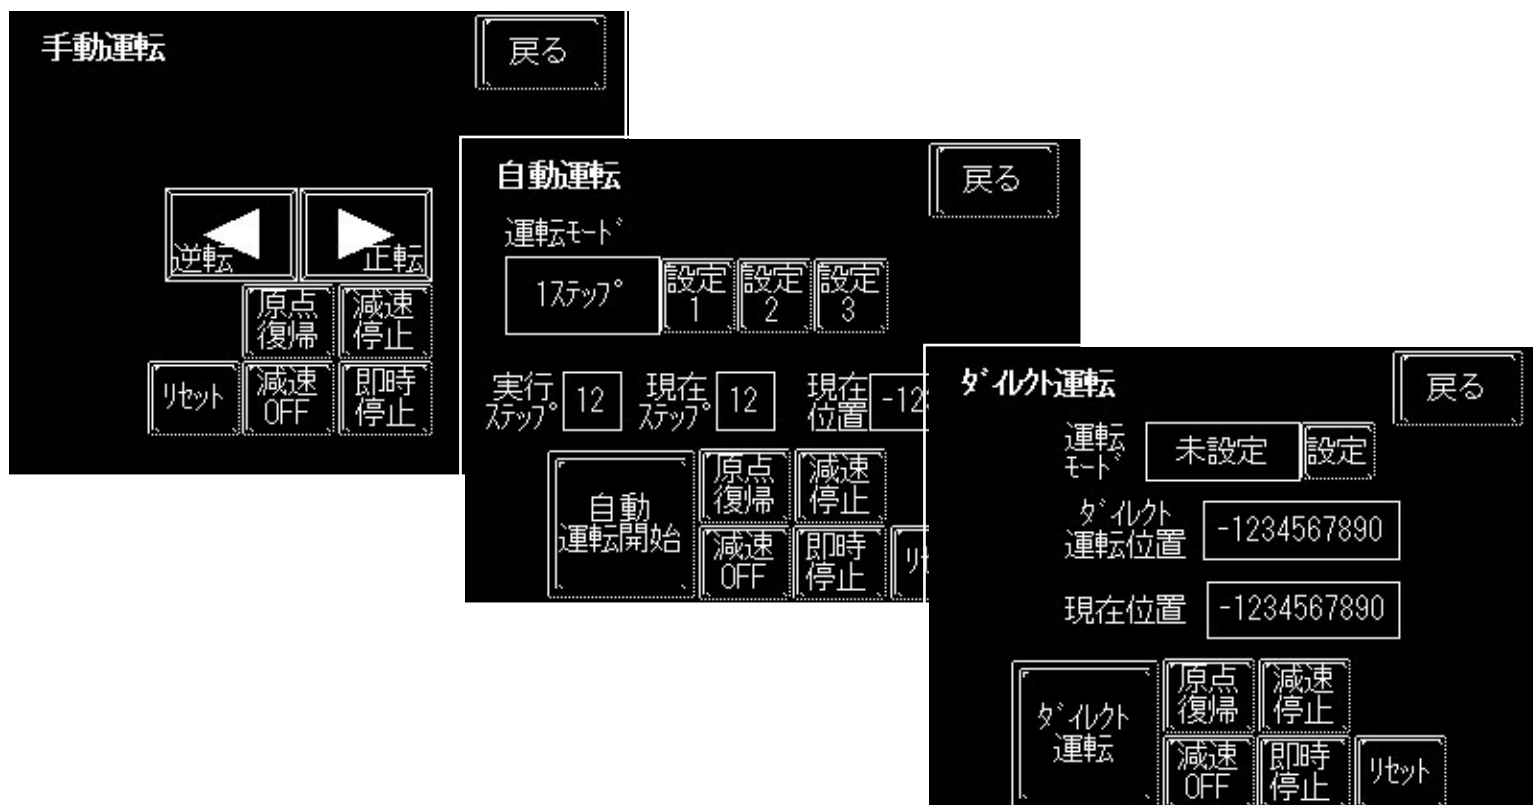 手動運転
戻る
逆転
正転
原点
復帰
減速
停止
リセット
減速
OFF
即時
停止
自動運転
戻る
運転モード
1ステップ
設定
1
設定
2
設定
3
実行
ステップ
12
現在
ステップ
12
現在
位置
-12
自動
運転開始
原点
復帰
減速
停止
減速
OFF
即時
停止
ダイレクト運転
戻る
運転
モード
未設定
設定
ダイレクト
運転位置
-1234567890
現在位置
-1234567890
ダイレクト
運転
原点
復帰
減速
停止
減速
OFF
即時
停止
リセット